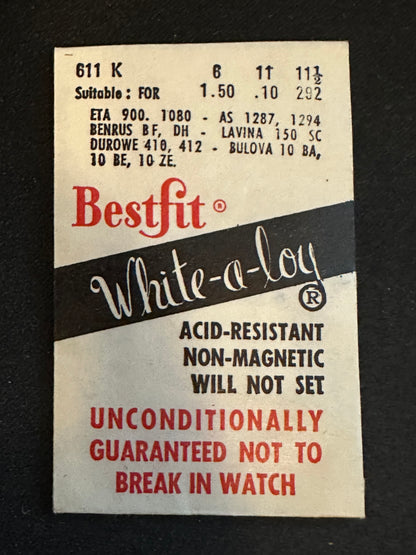 611 K 6 11 11½
Suitable: FOR 1.50 .10 292
ETA 900. 1080 - AS 1287, 1294
BENRUS BF, DH - LAVINA 150 SC
DUROWE 410, 412 - BULOVA 10 BA,
10 BE, 10 ZE.
Bestfit ®
White-a-loy ®
ACID-RESISTANT
NON-MAGNETIC
WILL NOT SET
UNCONDITIONALLY
GUARANTEED NOT TO
BREAK IN WATCH